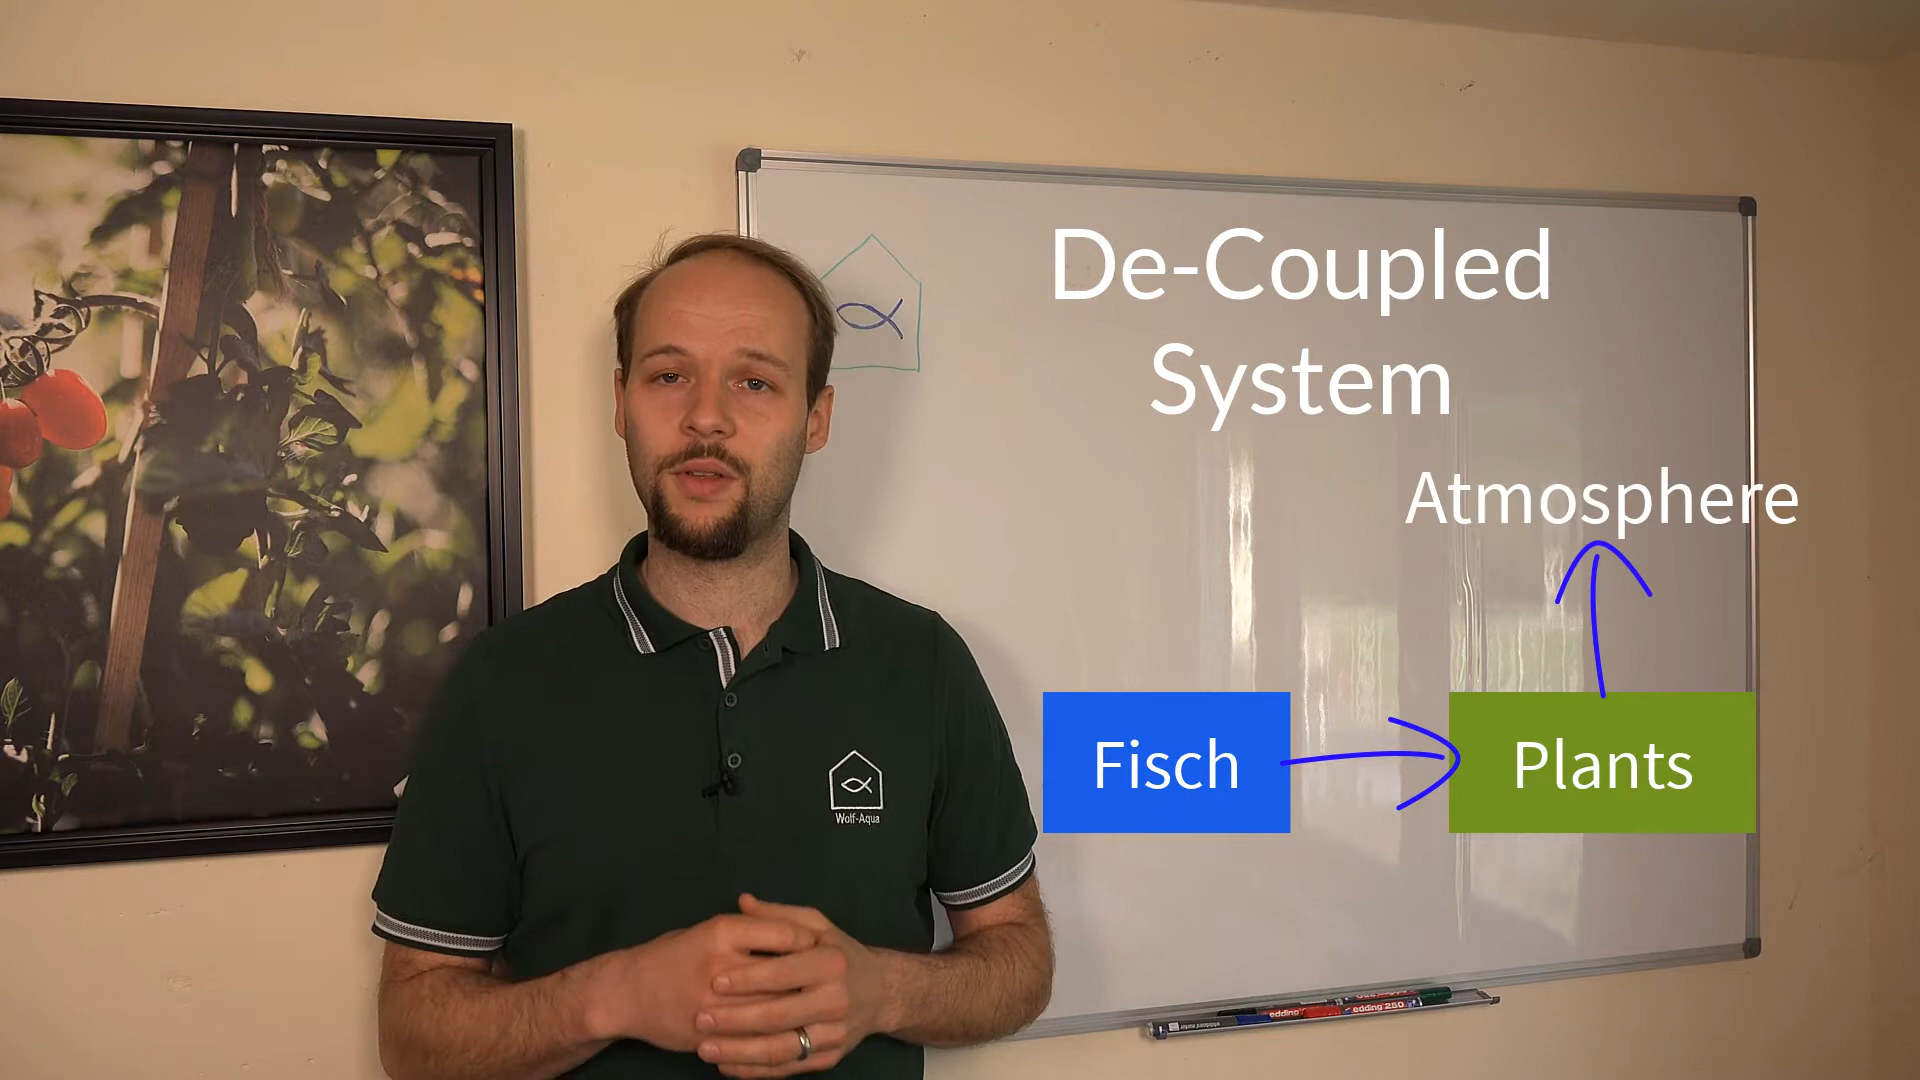 De-Coupled
System
Atmosphere
Fisch
Plants
Wolf-Aqua
edding
edding 250